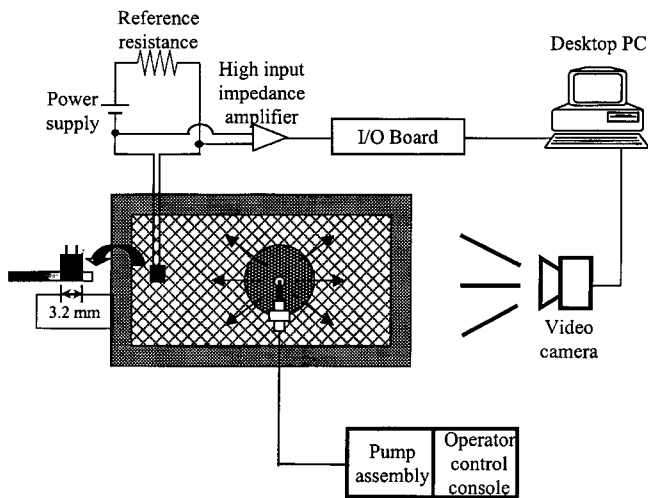 Reference
resistance
Desktop PC
High input
impedance
amplifier
Power
supply
I/O Board
3.2 mm
Video
camera
Pump
assembly
Operator
control
console